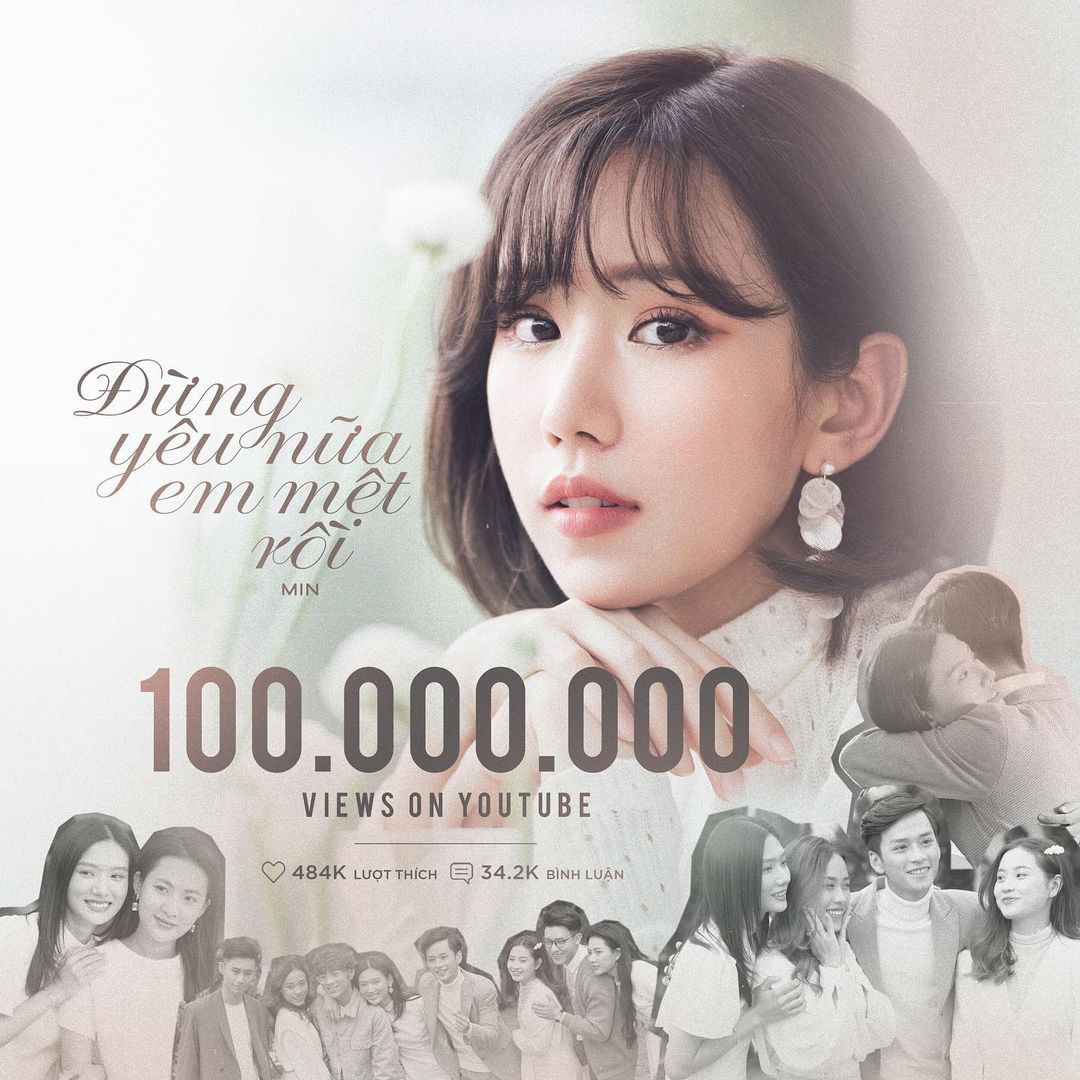 Đừng
yêu nữa
em mệt
rồi
MIN
100.000.000
VIEWS ON YOUTUBE
484K LƯỢT THÍCH 34.2K BÌNH LUẬN